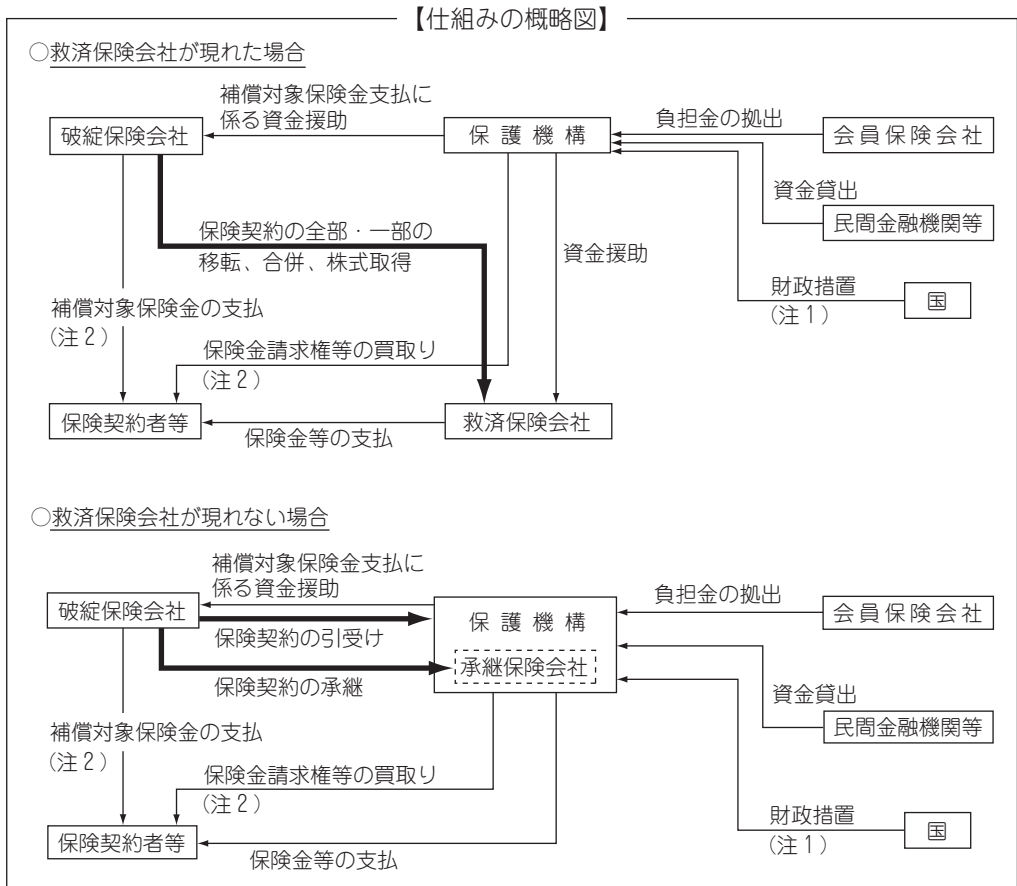 【仕組みの概略図】
○救済保険会社が現れた場合
補償対象保険金支払に
係る資金援助
破綻保険会社
保護機構
負担金の拠出
会員保険会社
資金貸出
民間金融機関等
保険契約の全部・一部の
移転、合併、株式取得
資金援助
財政措置
(注1)
国
補償対象保険金の支払
(注2)
保険金請求権等の買取り
(注2)
保険契約者等
保険金等の支払
救済保険会社
○救済保険会社が現れない場合
補償対象保険金支払に
係る資金援助
破綻保険会社
保険契約の引受け
保護機構
承継保険会社
保険契約の承継
負担金の拠出
会員保険会社
資金貸出
民間金融機関等
補償対象保険金の支払
(注2)
保険金請求権等の買取り
(注2)
財政措置
(注1)
国
保険契約者等
保険金等の支払